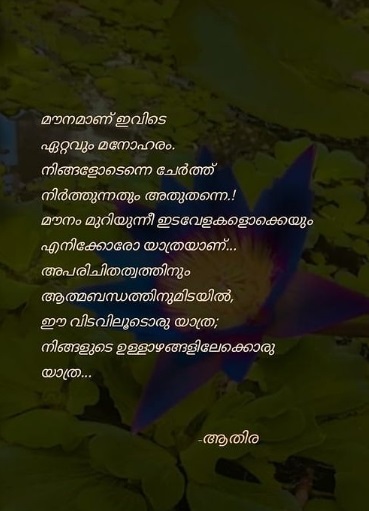 മൗനമാണ് ഇവിടെ
ഏറ്റവും മനോഹരം.
നിങ്ങളോടെന്നെ ചേർത്ത്
നിർത്തുന്നതും അതുതന്നെ.!
മൗനം മുറിയുന്നീ ഇടവേളകളൊക്കെയും
എനിക്കോരോ യാത്രയാണ്...
അപരിചിതത്വത്തിനും
ആത്മബന്ധത്തിനുമിടയിൽ,
ഈ വിടവിലൂടൊരു യാത്ര;
നിങ്ങളുടെ ഉള്ളാഴങ്ങളിലേക്കൊരു
യാത്ര...
-ആതിര